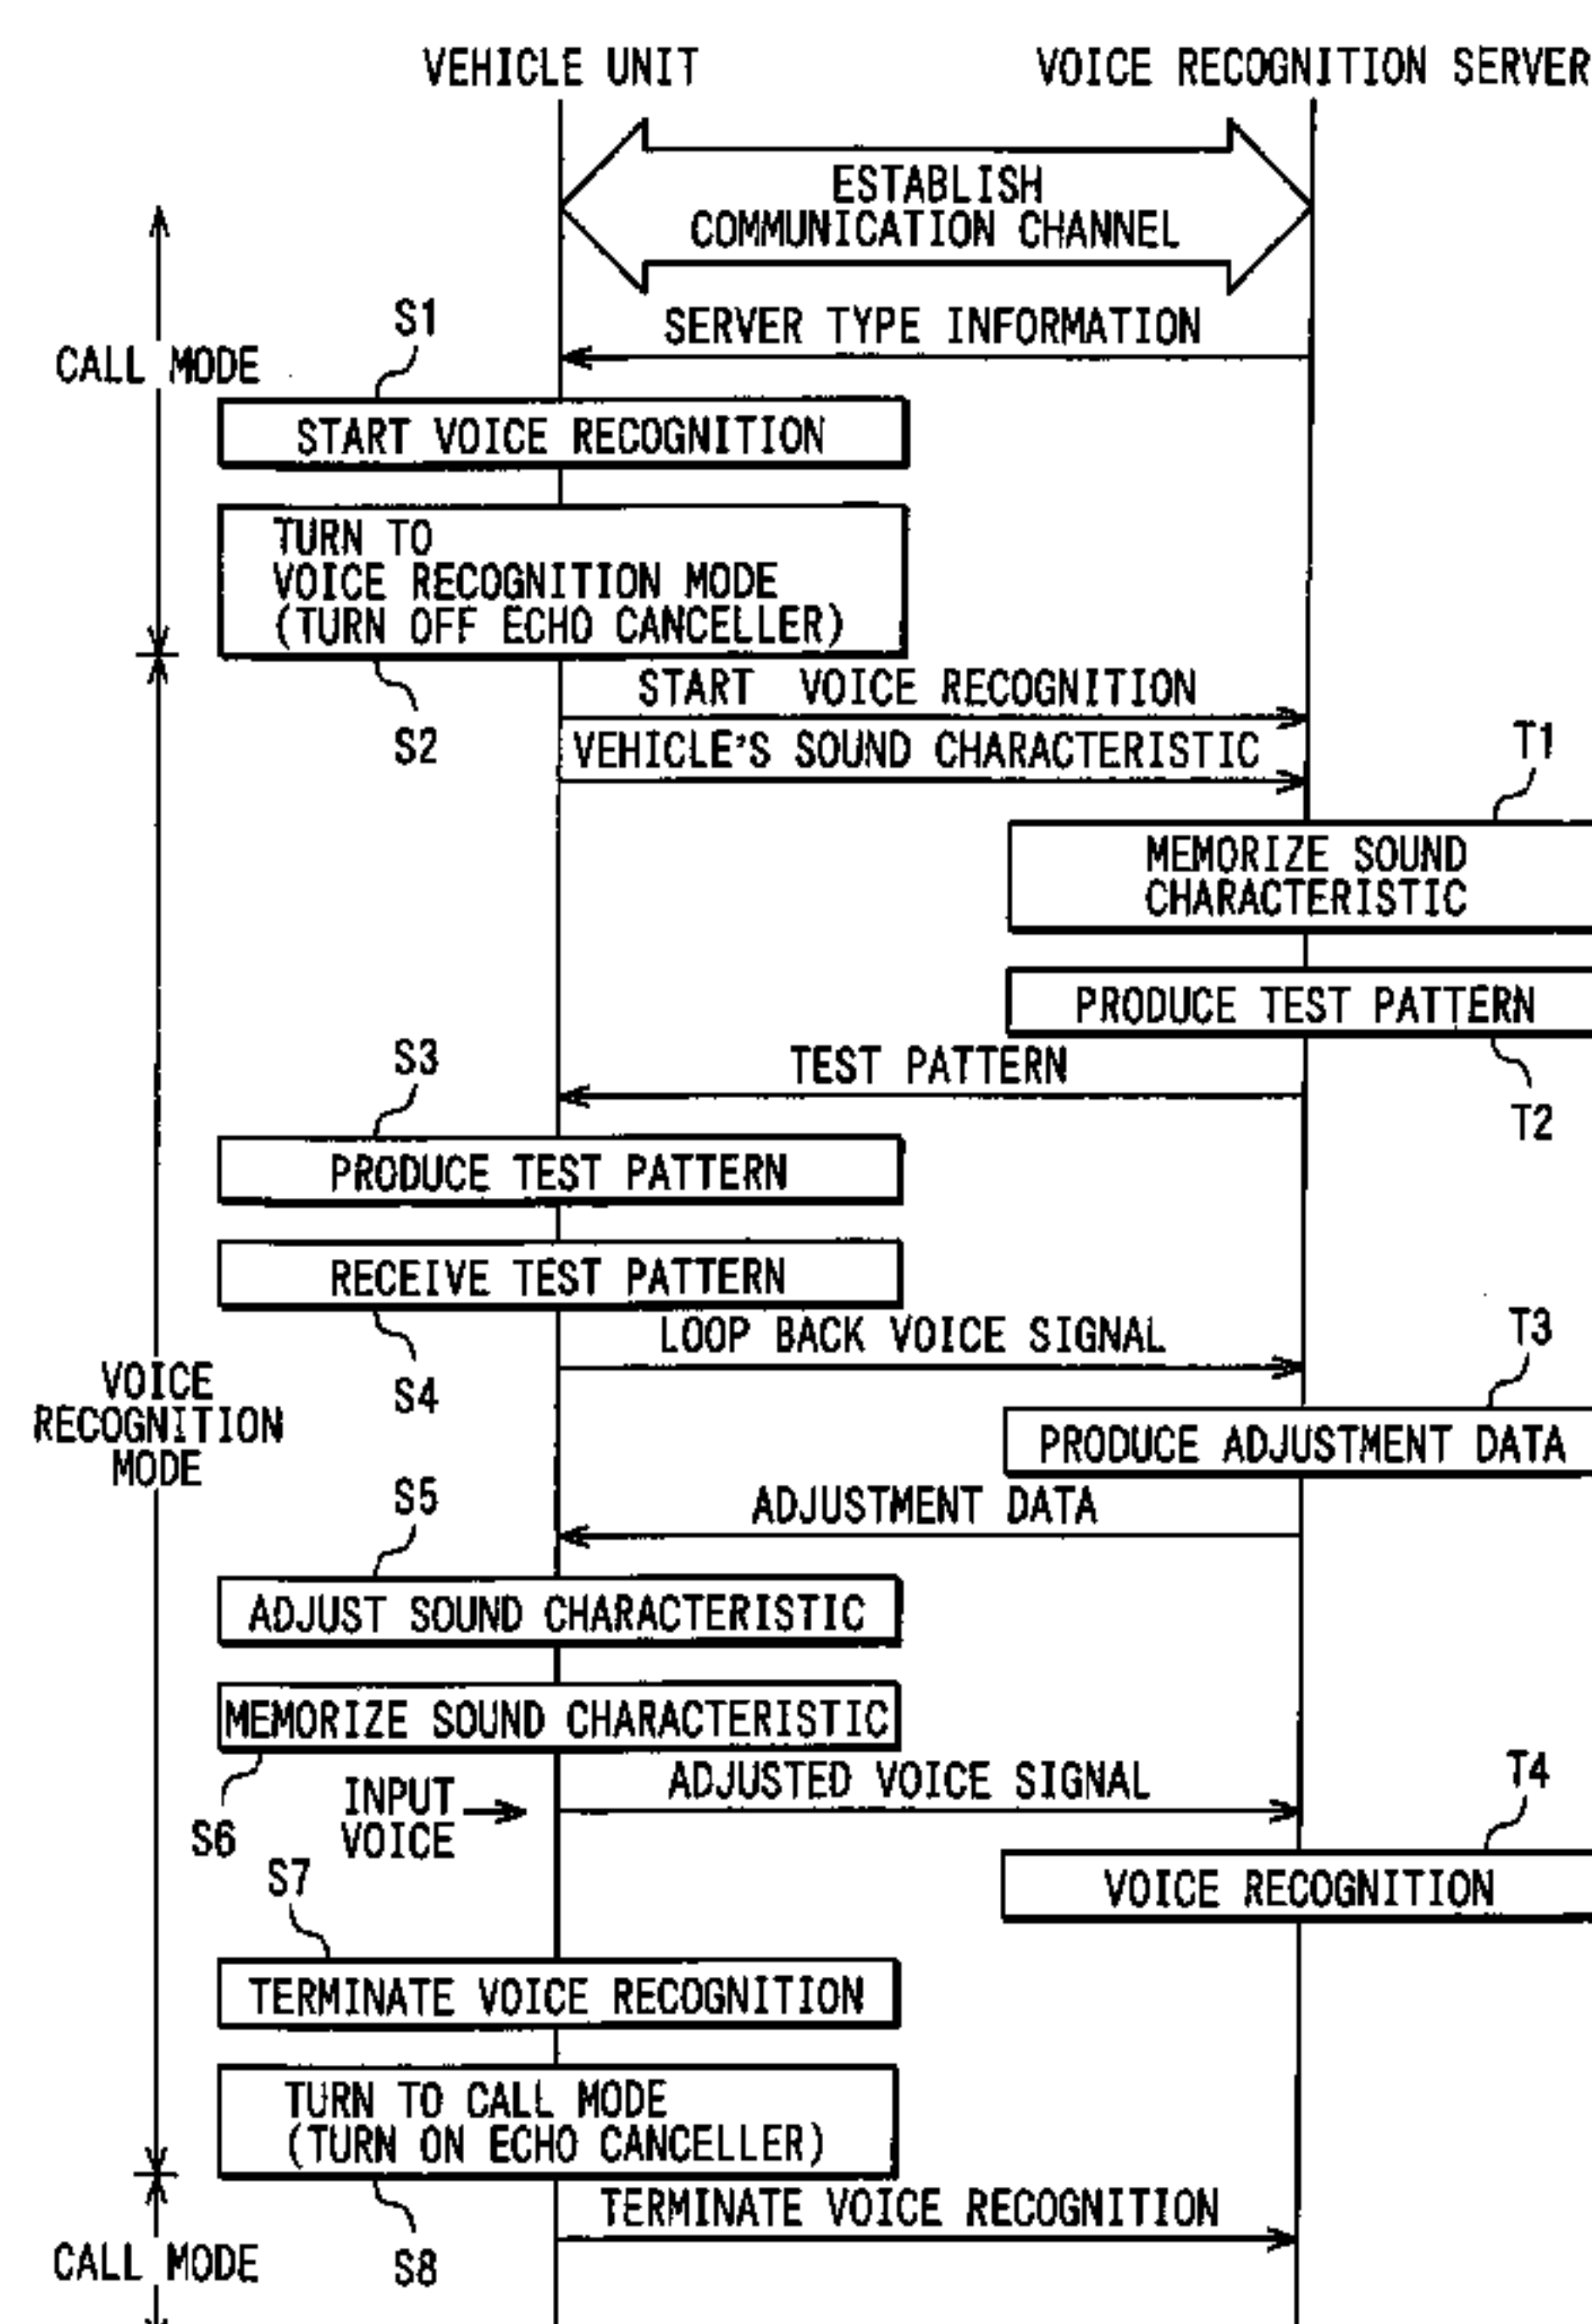 VEHICLE UNIT
VOICE RECOGNITION SERVER
ESTABLISH
COMMUNICATION CHANNEL
SERVER TYPE INFORMATION
S1
CALL MODE
START VOICE RECOGNITION
TURN TO
VOICE RECOGNITION MODE
(TURN OFF ECHO CANCELLER)
START VOICE RECOGNITION
S2
VEHICLE'S SOUND CHARACTERISTIC
T1
MEMORIZE SOUND
CHARACTERISTIC
PRODUCE TEST PATTERN
S3
TEST PATTERN
T2
PRODUCE TEST PATTERN
RECEIVE TEST PATTERN
LOOP BACK VOICE SIGNAL
T3
S4
VOICE
RECOGNITION
MODE
PRODUCE ADJUSTMENT DATA
S5
ADJUSTMENT DATA
ADJUST SOUND CHARACTERISTIC
MEMORIZE SOUND CHARACTERISTIC
S6
INPUT
VOICE
ADJUSTED VOICE SIGNAL
T4
S7
VOICE RECOGNITION
TERMINATE VOICE RECOGNITION
TURN TO CALL MODE
(TURN ON ECHO CANCELLER)
TERMINATE VOICE RECOGNITION
CALL MODE
S8